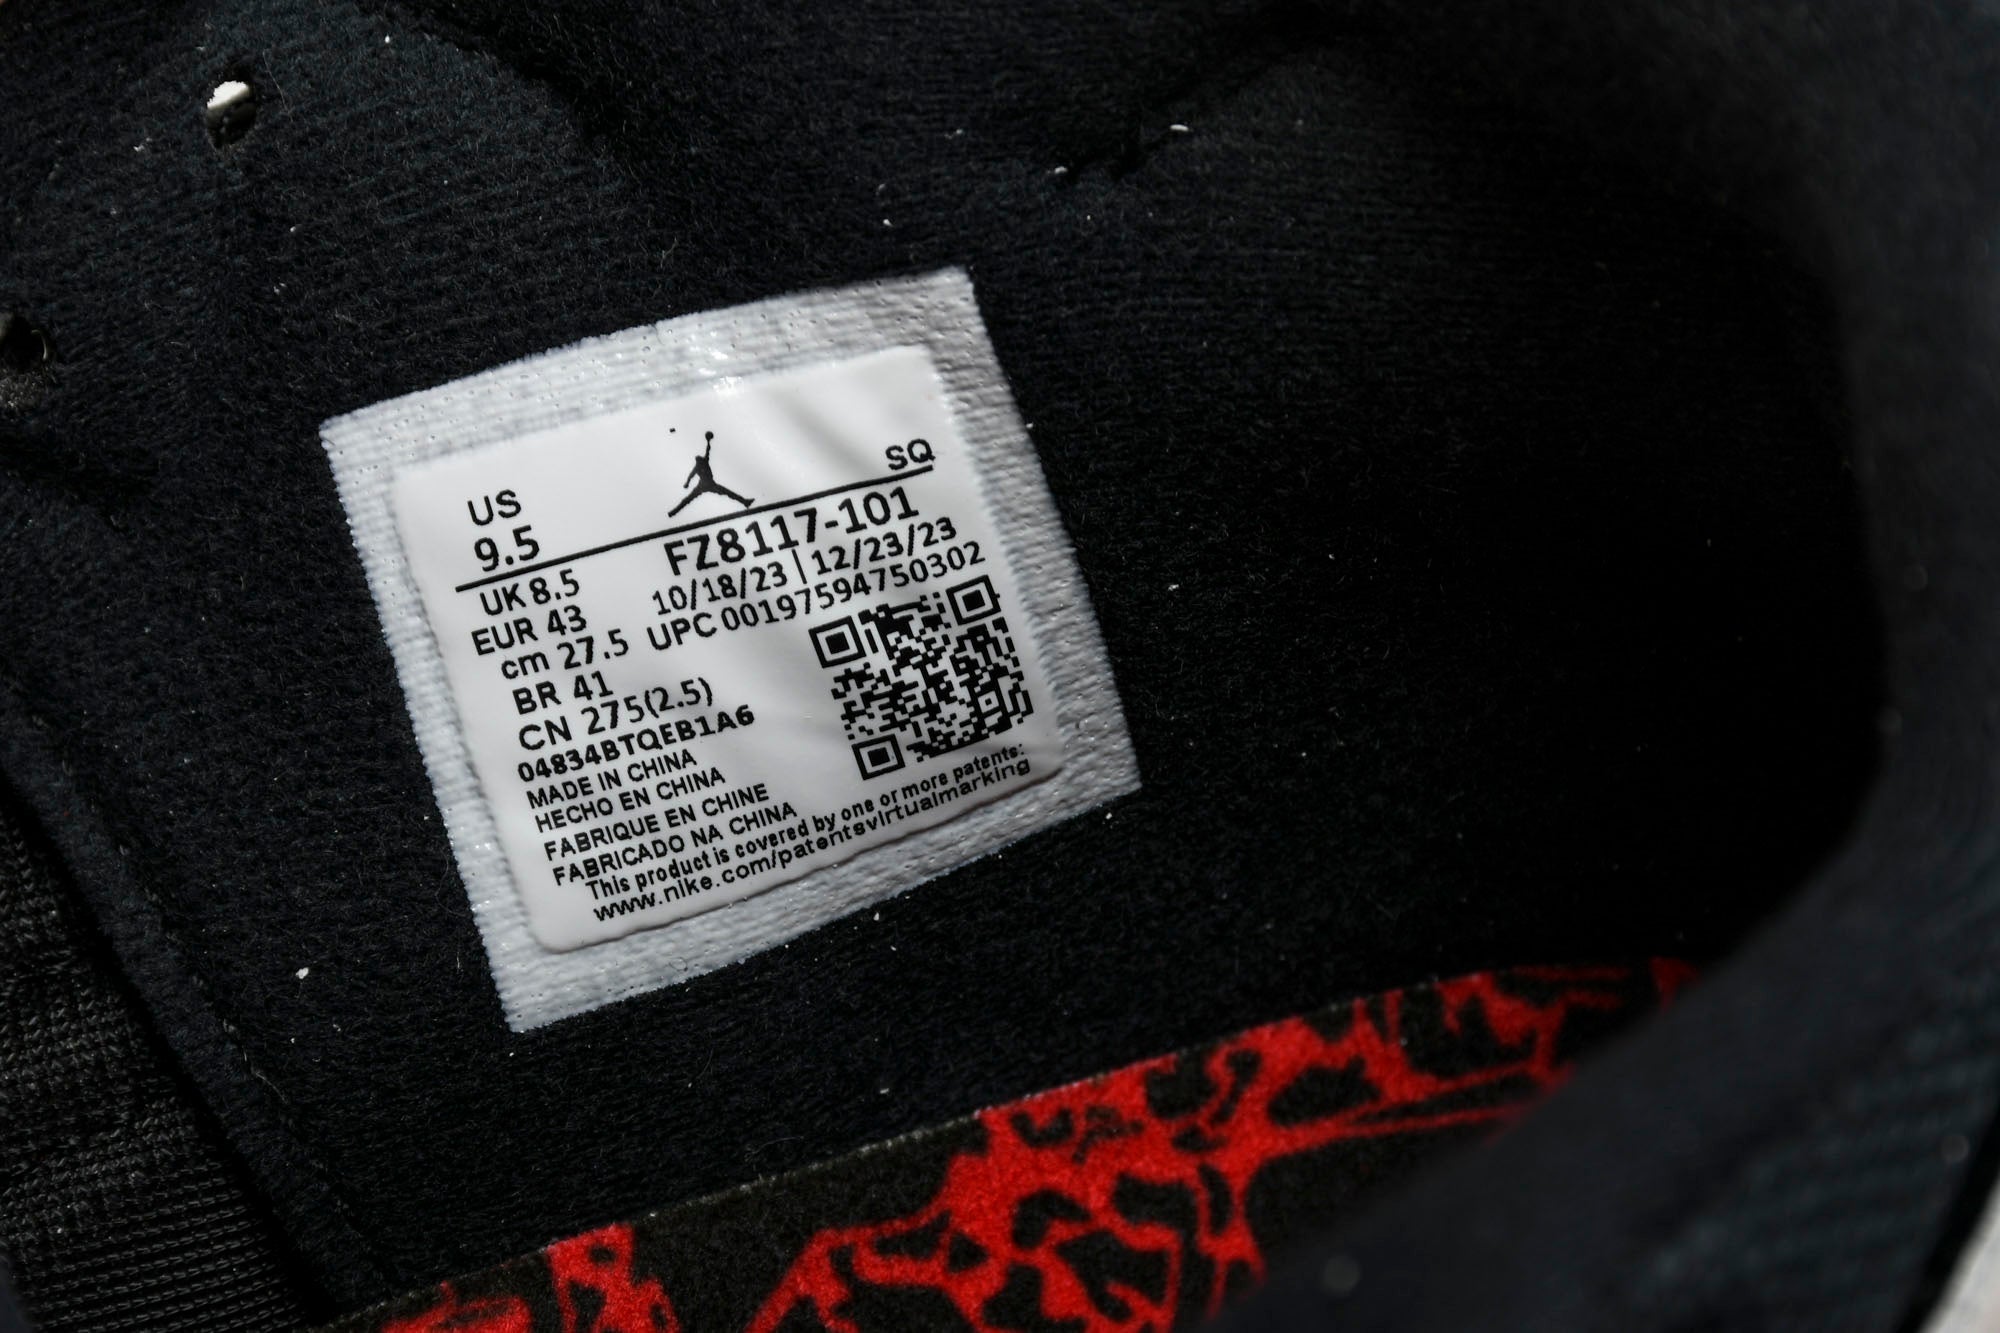 US SQ
9.5 FZ8117-101
UK 8.5 10/18/23 | 12/23/23
EUR 43 UPC 00197594750302
cm 27.5
BR 41
CN 275(2.5)
04834BTQEB1A6
MADE IN CHINA
HECHO EN CHINA
FABRIQUE EN CHINE
FABRICADO NA CHINA
This product is covered by one or more patents:
www.nike.com/patentsvirtualmarking